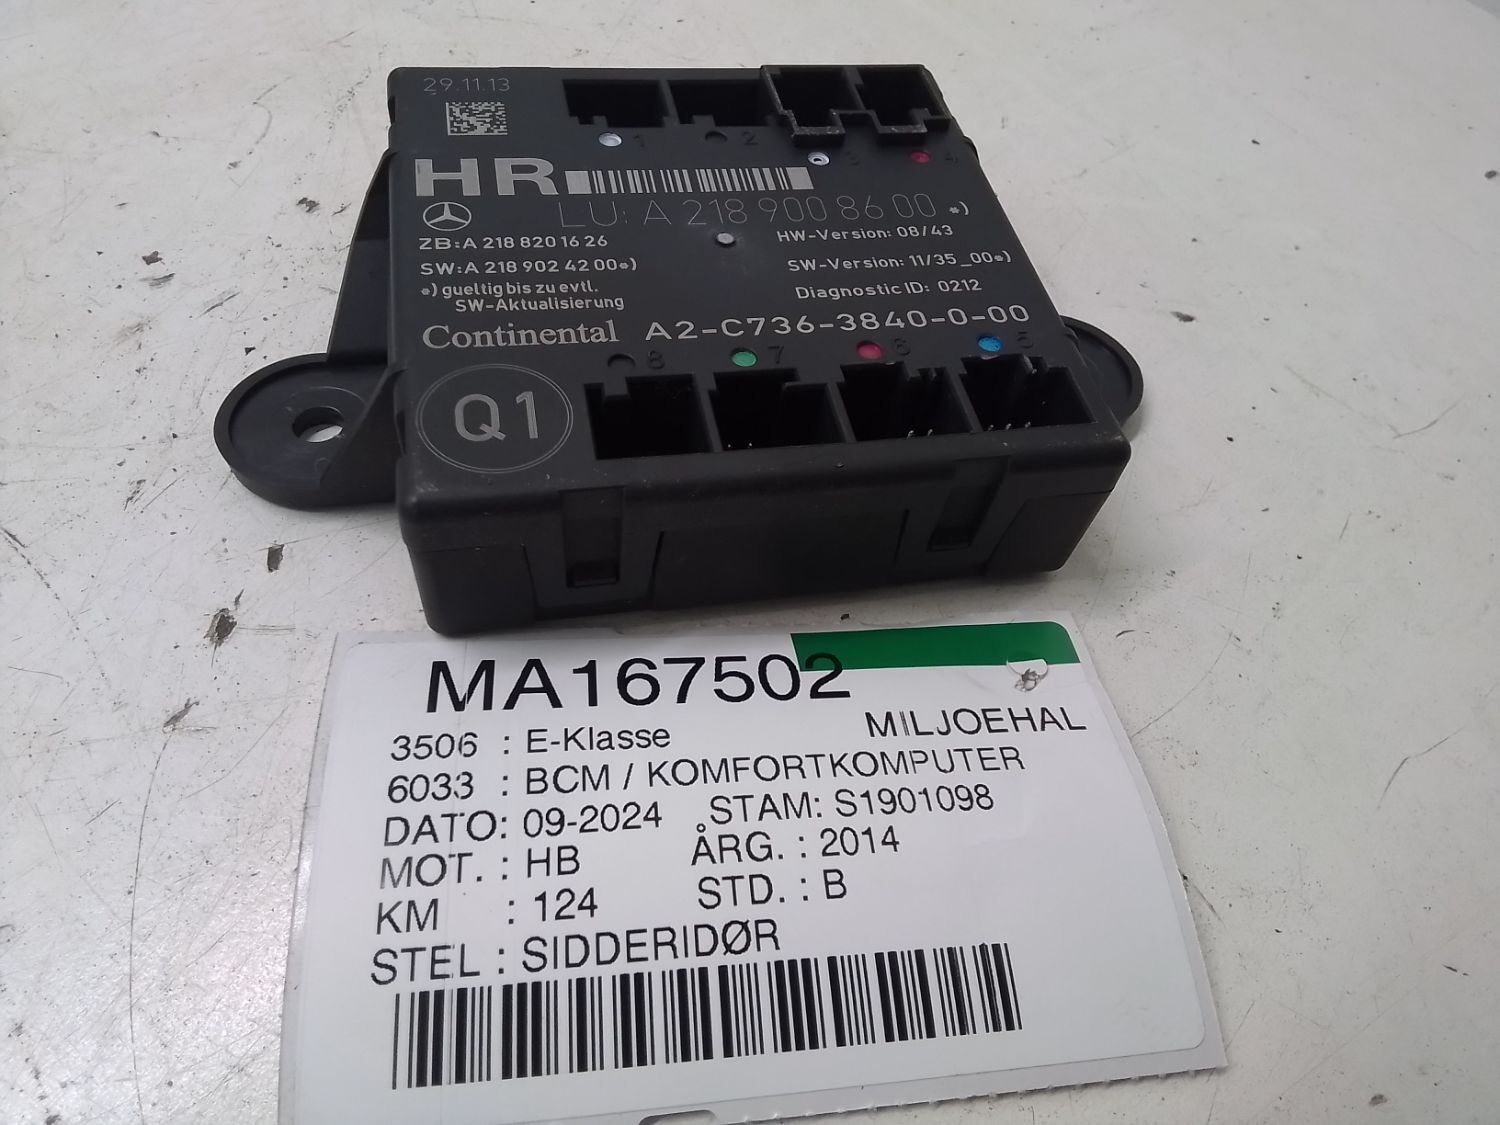 29.11.13
1 2 3 4
HR
LU: A 218 900 86 00 *)
ZB: A 218 820 16 26
HW-Version: 08/43
SW: A 218 902 42 00*)
SW-Version: 11/35_00*)
*) gueltig bis zu evtl.
SW-Aktualisierung
Diagnostic ID: 0212
Continental A2-C736-3840-0-00
8 7 6 5
Q1
MA167502
3506 : E-Klasse MILJOEHAL
6033 : BCM / KOMFORTKOMPUTER
DATO: 09-2024 STAM: S1901098
MOT. : HB ÅRG. : 2014
KM : 124 STD. : B
STEL : SIDDERIDØR